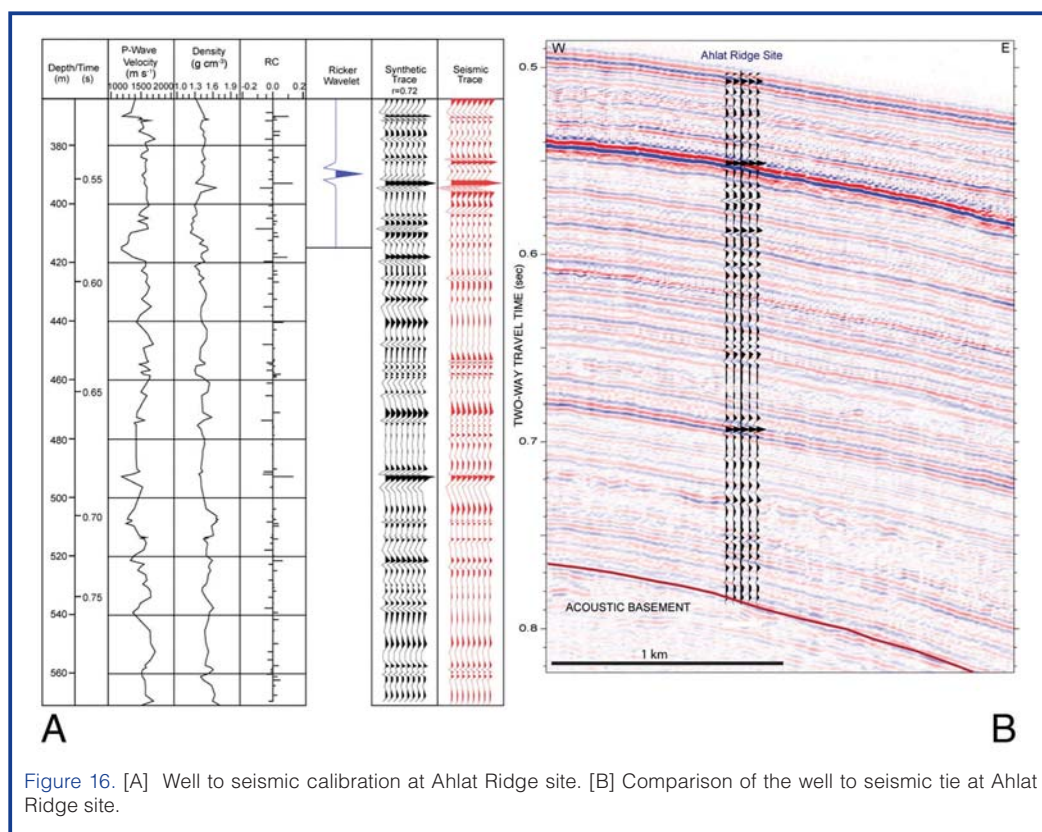 Depth/Time
(m) (s)
P-Wave
Velocity
(m s⁻¹)
1000 1500 2000
Density
(g cm⁻³)
1.0 1.3 1.6 1.9
RC
-0.2 0.0 0.2
Ricker
Wavelet
Synthetic
Trace
r=0.72
Seismic
Trace
380
0.55
400
420
0.60
440
460
0.65
480
500
0.70
520
0.75
540
560
A
W
E
Ahlat Ridge Site
0.5
0.6
0.7
0.8
TWO-WAY TRAVEL TIME (sec)
ACOUSTIC BASEMENT
1 km
B
Figure 16. [A] Well to seismic calibration at Ahlat Ridge site. [B] Comparison of the well to seismic tie at Ahlat
Ridge site.